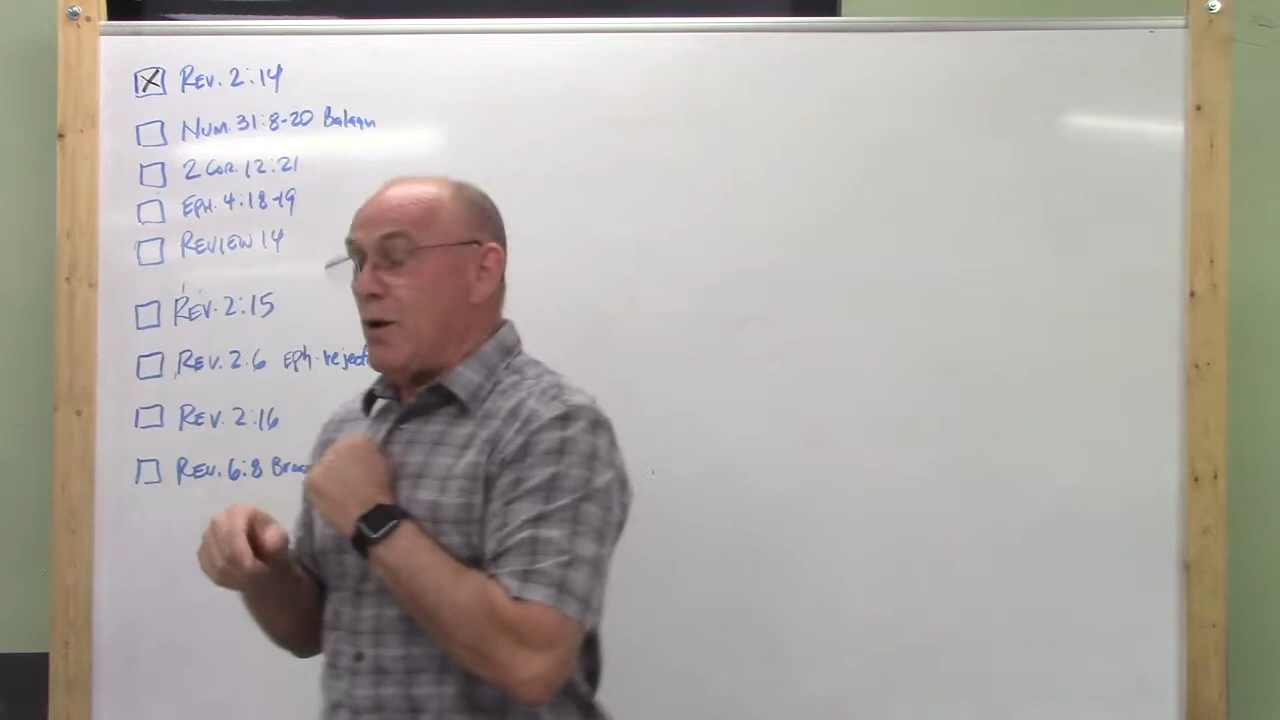 Rev. 2:14
Num. 31:8-20 Balaam
2 Cor. 12:21
Eph. 4:18-19
Review 14
Rev. 2:15
Rev. 2:6 Eph. reject
Rev. 2:16
Rev. 6:8